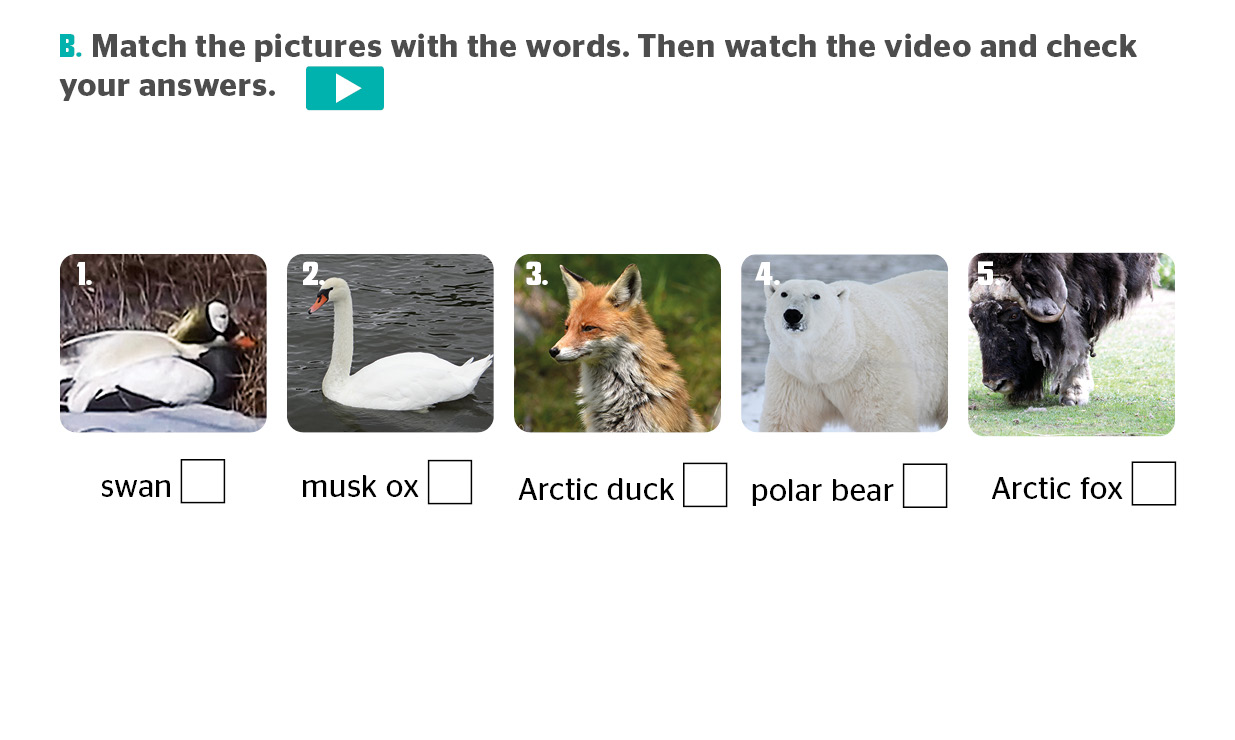 B. Match the pictures with the words. Then watch the video and check
your answers.
1.
2.
3.
4.
5.
swan
musk ox
Arctic duck
polar bear
Arctic fox